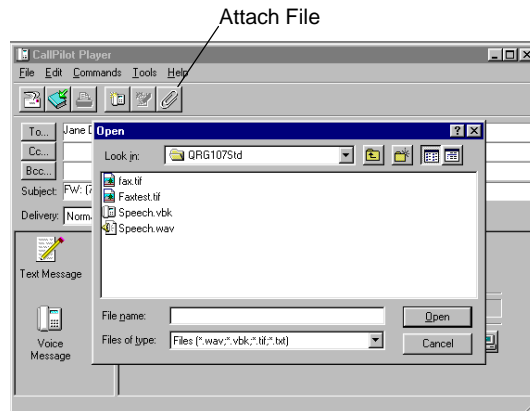 Attach File
CallPilot Player
File Edit Commands Tools Help
To... Jane
Cc...
Bcc...
Subject: FW:
Delivery: Norm
Text Message
Voice
Message
Open
Look in: QRG107Std
fax.tif
Faxtest.tif
Speech.vbk
Speech.wav
File name:
Open
Files of type: Files (*.wav;*.vbk;*.tif;*.txt)
Cancel